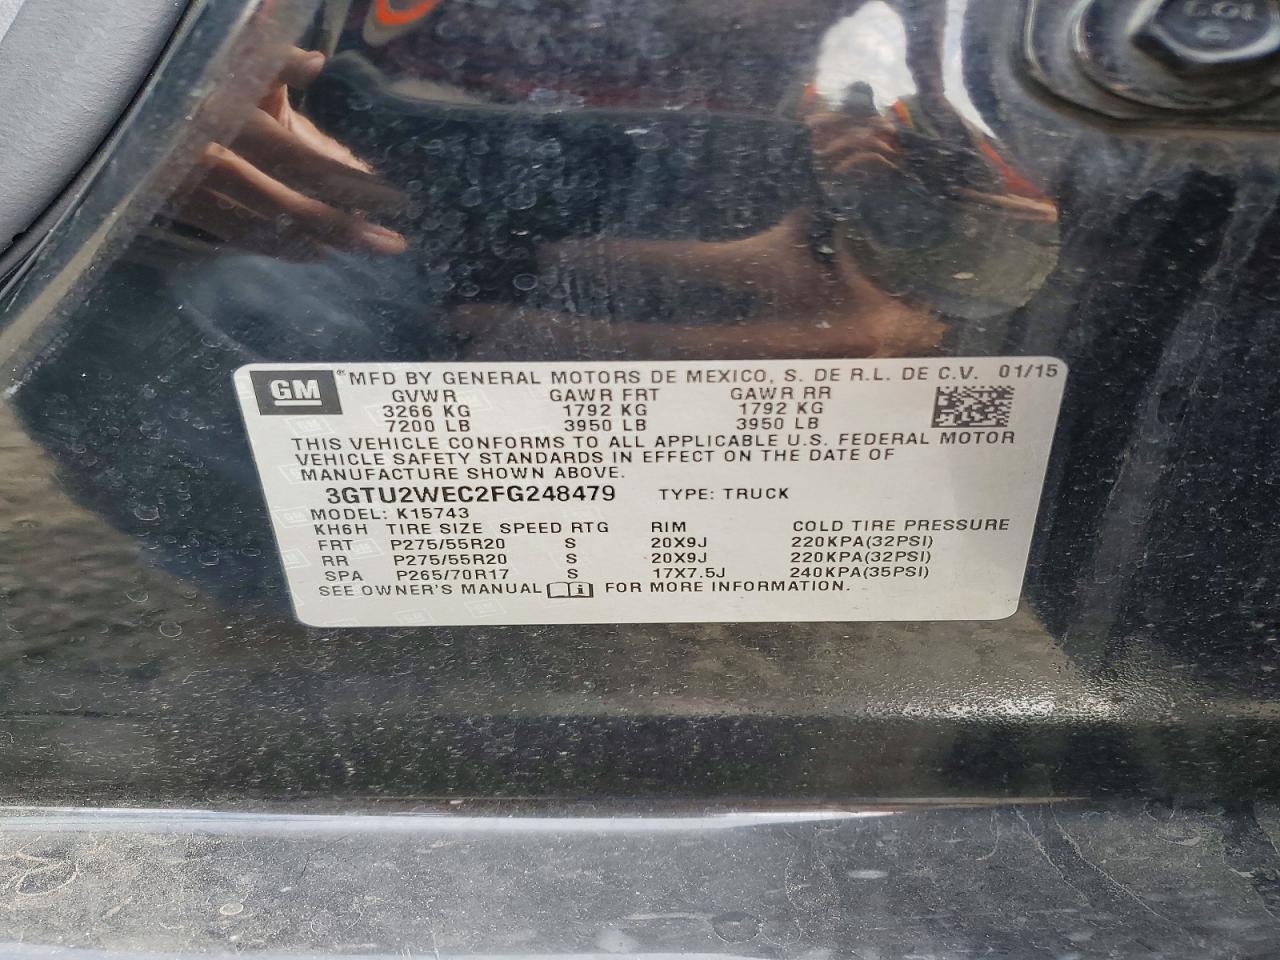 GM ® MFD BY GENERAL MOTORS DE MEXICO, S. DE R.L. DE C.V. 01/15
GVWR GAWR FRT GAWR RR
3266 KG 1792 KG 1792 KG
7200 LB 3950 LB 3950 LB
THIS VEHICLE CONFORMS TO ALL APPLICABLE U.S. FEDERAL MOTOR
VEHICLE SAFETY STANDARDS IN EFFECT ON THE DATE OF
MANUFACTURE SHOWN ABOVE.
3GTU2WEC2FG248479 TYPE: TRUCK
MODEL: K15743
KH6H TIRE SIZE SPEED RTG RIM COLD TIRE PRESSURE
FRT P275/55R20 S 20X9J 220KPA(32PSI)
RR P275/55R20 S 20X9J 220KPA(32PSI)
SPA P265/70R17 S 17X7.5J 240KPA(35PSI)
SEE OWNER'S MANUAL i FOR MORE INFORMATION.